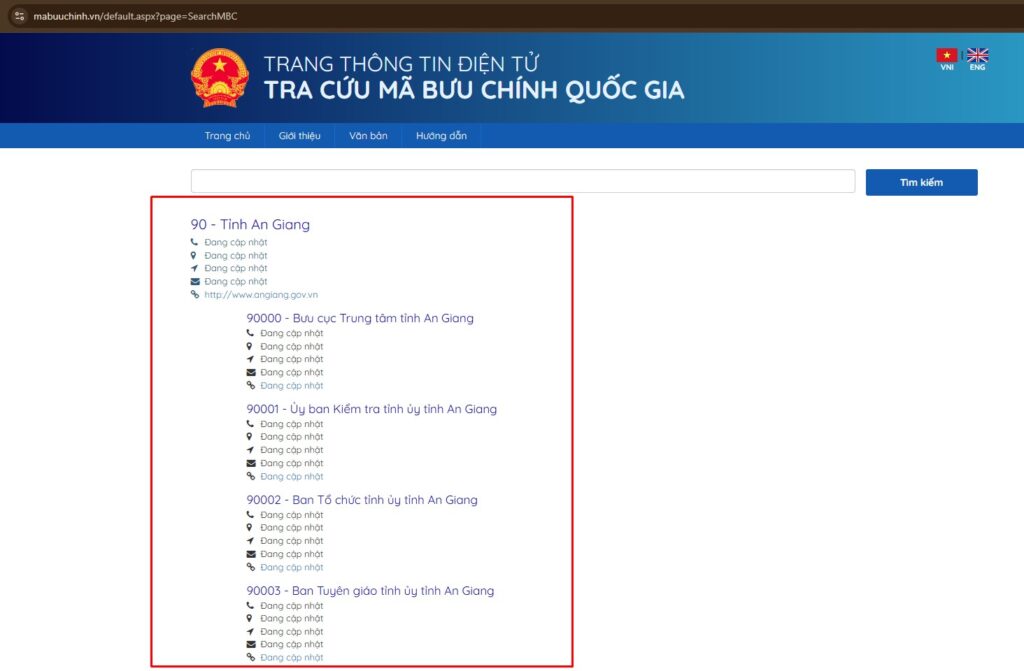 mabuuchinh.vn/default.aspx?page=SearchMBC
TRANG THÔNG TIN ĐIỆN TỬ
TRA CỨU MÃ BƯU CHÍNH QUỐC GIA
VNI | ENG
Trang chủ Giới thiệu Văn bản Hướng dẫn
Tìm kiếm
90 - Tỉnh An Giang
Đang cập nhật
Đang cập nhật
Đang cập nhật
Đang cập nhật
http://www.angiang.gov.vn
90000 - Bưu cục Trung tâm tỉnh An Giang
Đang cập nhật
Đang cập nhật
Đang cập nhật
Đang cập nhật
Đang cập nhật
90001 - Ủy ban Kiểm tra tỉnh ủy tỉnh An Giang
Đang cập nhật
Đang cập nhật
Đang cập nhật
Đang cập nhật
Đang cập nhật
90002 - Ban Tổ chức tỉnh ủy tỉnh An Giang
Đang cập nhật
Đang cập nhật
Đang cập nhật
Đang cập nhật
Đang cập nhật
90003 - Ban Tuyên giáo tỉnh ủy tỉnh An Giang
Đang cập nhật
Đang cập nhật
Đang cập nhật
Đang cập nhật
Đang cập nhật